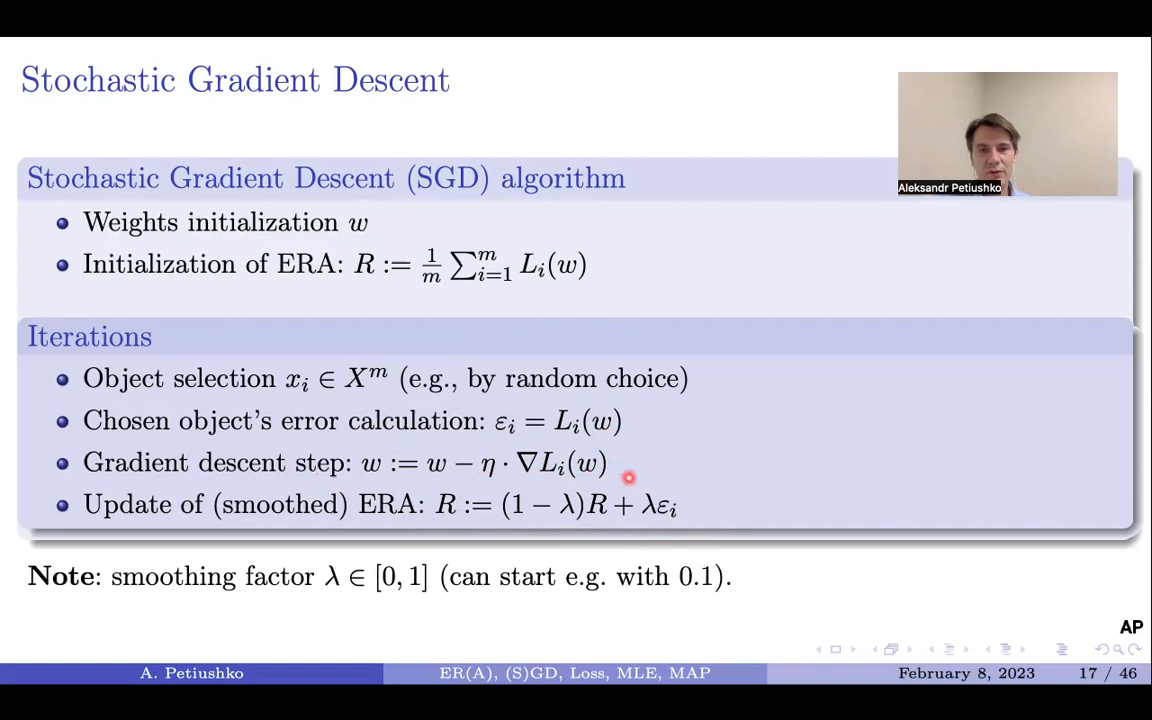 Stochastic Gradient Descent
Aleksandr Petiushko
Stochastic Gradient Descent (SGD) algorithm
Weights initialization w
Initialization of ERA: R := 1/m ∑_{i=1}^{m} L_i(w)
Iterations
Object selection x_i ∈ X^m (e.g., by random choice)
Chosen object's error calculation: ε_i = L_i(w)
Gradient descent step: w := w − η · ∇L_i(w)
Update of (smoothed) ERA: R := (1 − λ)R + λε_i
Note: smoothing factor λ ∈ [0, 1] (can start e.g. with 0.1).
AP
A. Petiushko ER(A), (S)GD, Loss, MLE, MAP February 8, 2023 17 / 46